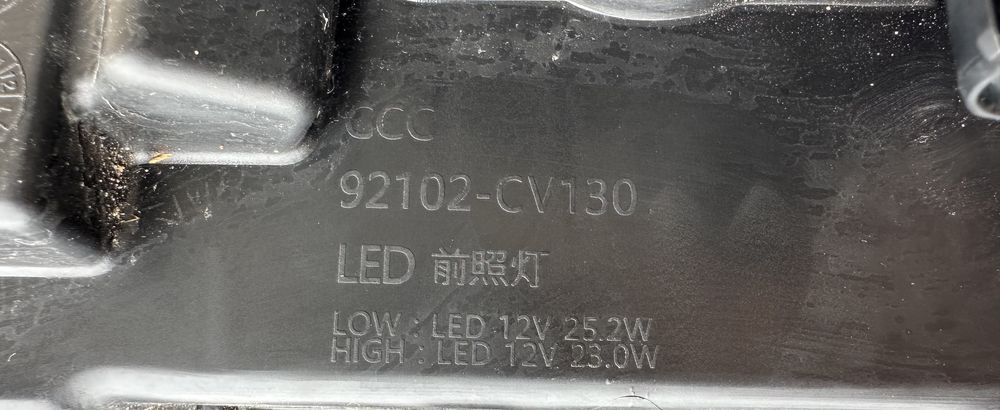 CCC
92102-CV130
LED 前照灯
LOW : LED 12V 25.2W
HIGH : LED 12V 23.0W